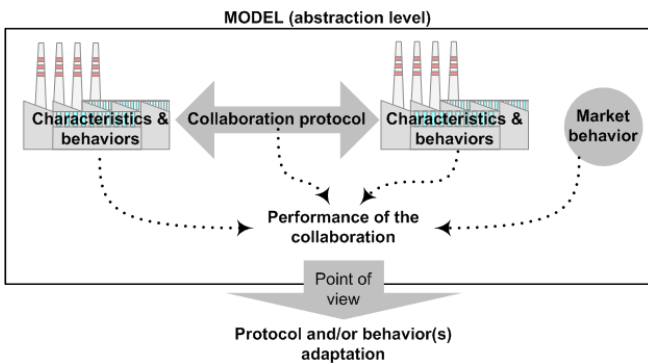 MODEL (abstraction level)
Characteristics &
behaviors
Collaboration protocol
Characteristics &
behaviors
Market
behavior
Performance of the
collaboration
Point of
view
Protocol and/or behavior(s)
adaptation